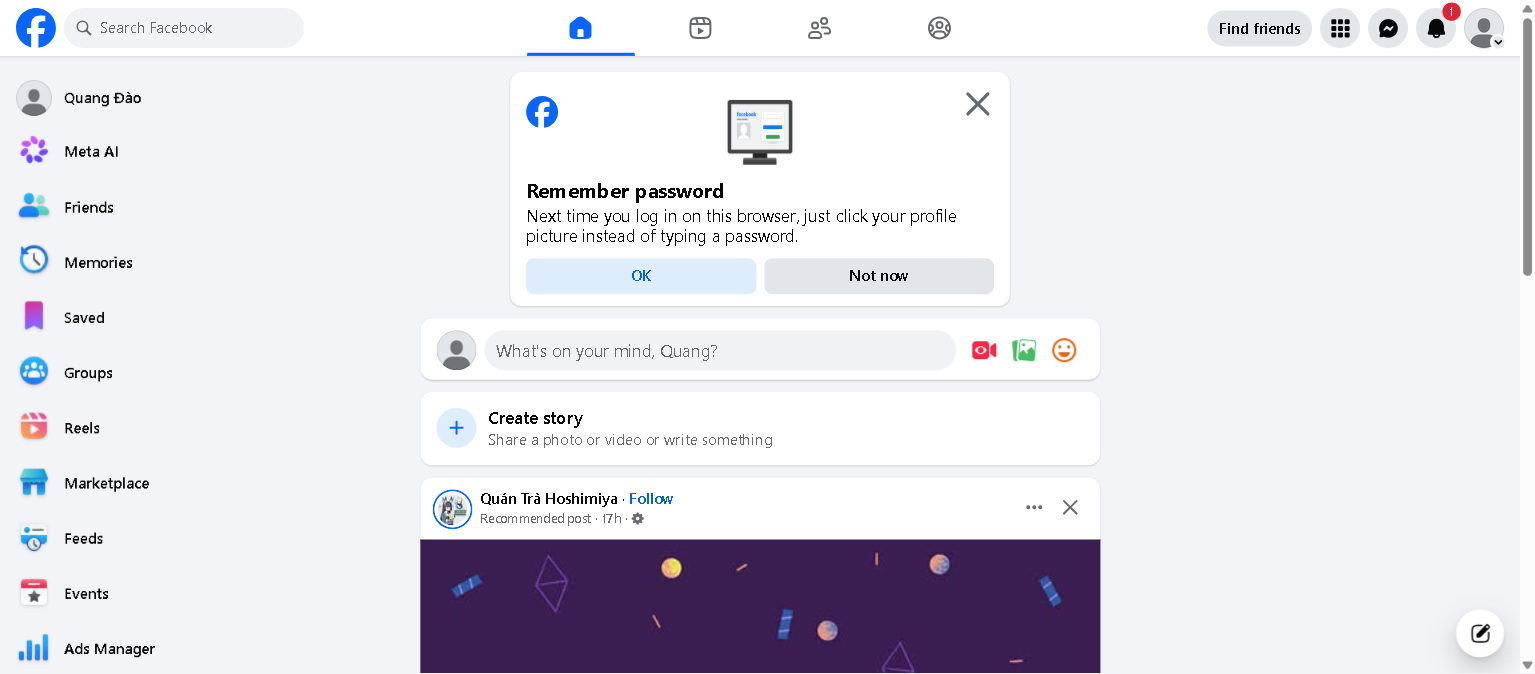 Search Facebook
Find friends
1
Quang Đào
Meta AI
Friends
Memories
Saved
Groups
Reels
Marketplace
Feeds
Events
Ads Manager
facebook
Remember password
Next time you log in on this browser, just click your profile
picture instead of typing a password.
OK
Not now
What's on your mind, Quang?
Create story
Share a photo or video or write something
Quán Trà Hoshimiya · Follow
Recommended post · 17h ·